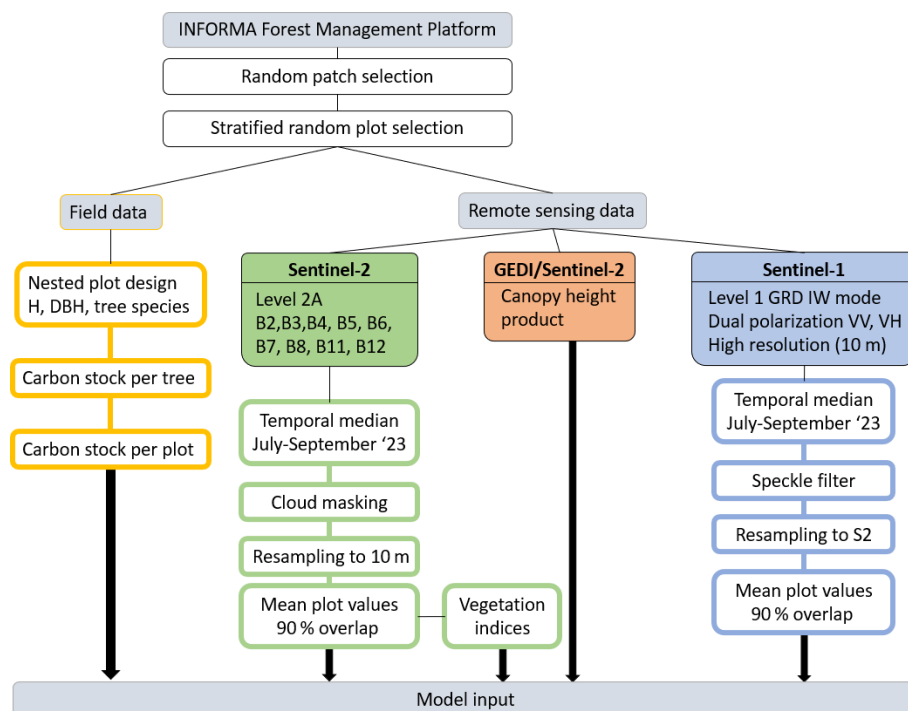 INFORMA Forest Management Platform
Random patch selection
Stratified random plot selection
Field data
Remote sensing data
Nested plot design
H, DBH, tree species
Carbon stock per tree
Carbon stock per plot
Sentinel-2
Level 2A
B2,B3,B4, B5, B6,
B7, B8, B11, B12
Temporal median
July-September ‘23
Cloud masking
Resampling to 10 m
Mean plot values
90 % overlap
Vegetation
indices
GEDI/Sentinel-2
Canopy height
product
Sentinel-1
Level 1 GRD IW mode
Dual polarization VV, VH
High resolution (10 m)
Temporal median
July-September ‘23
Speckle filter
Resampling to S2
Mean plot values
90 % overlap
Model input